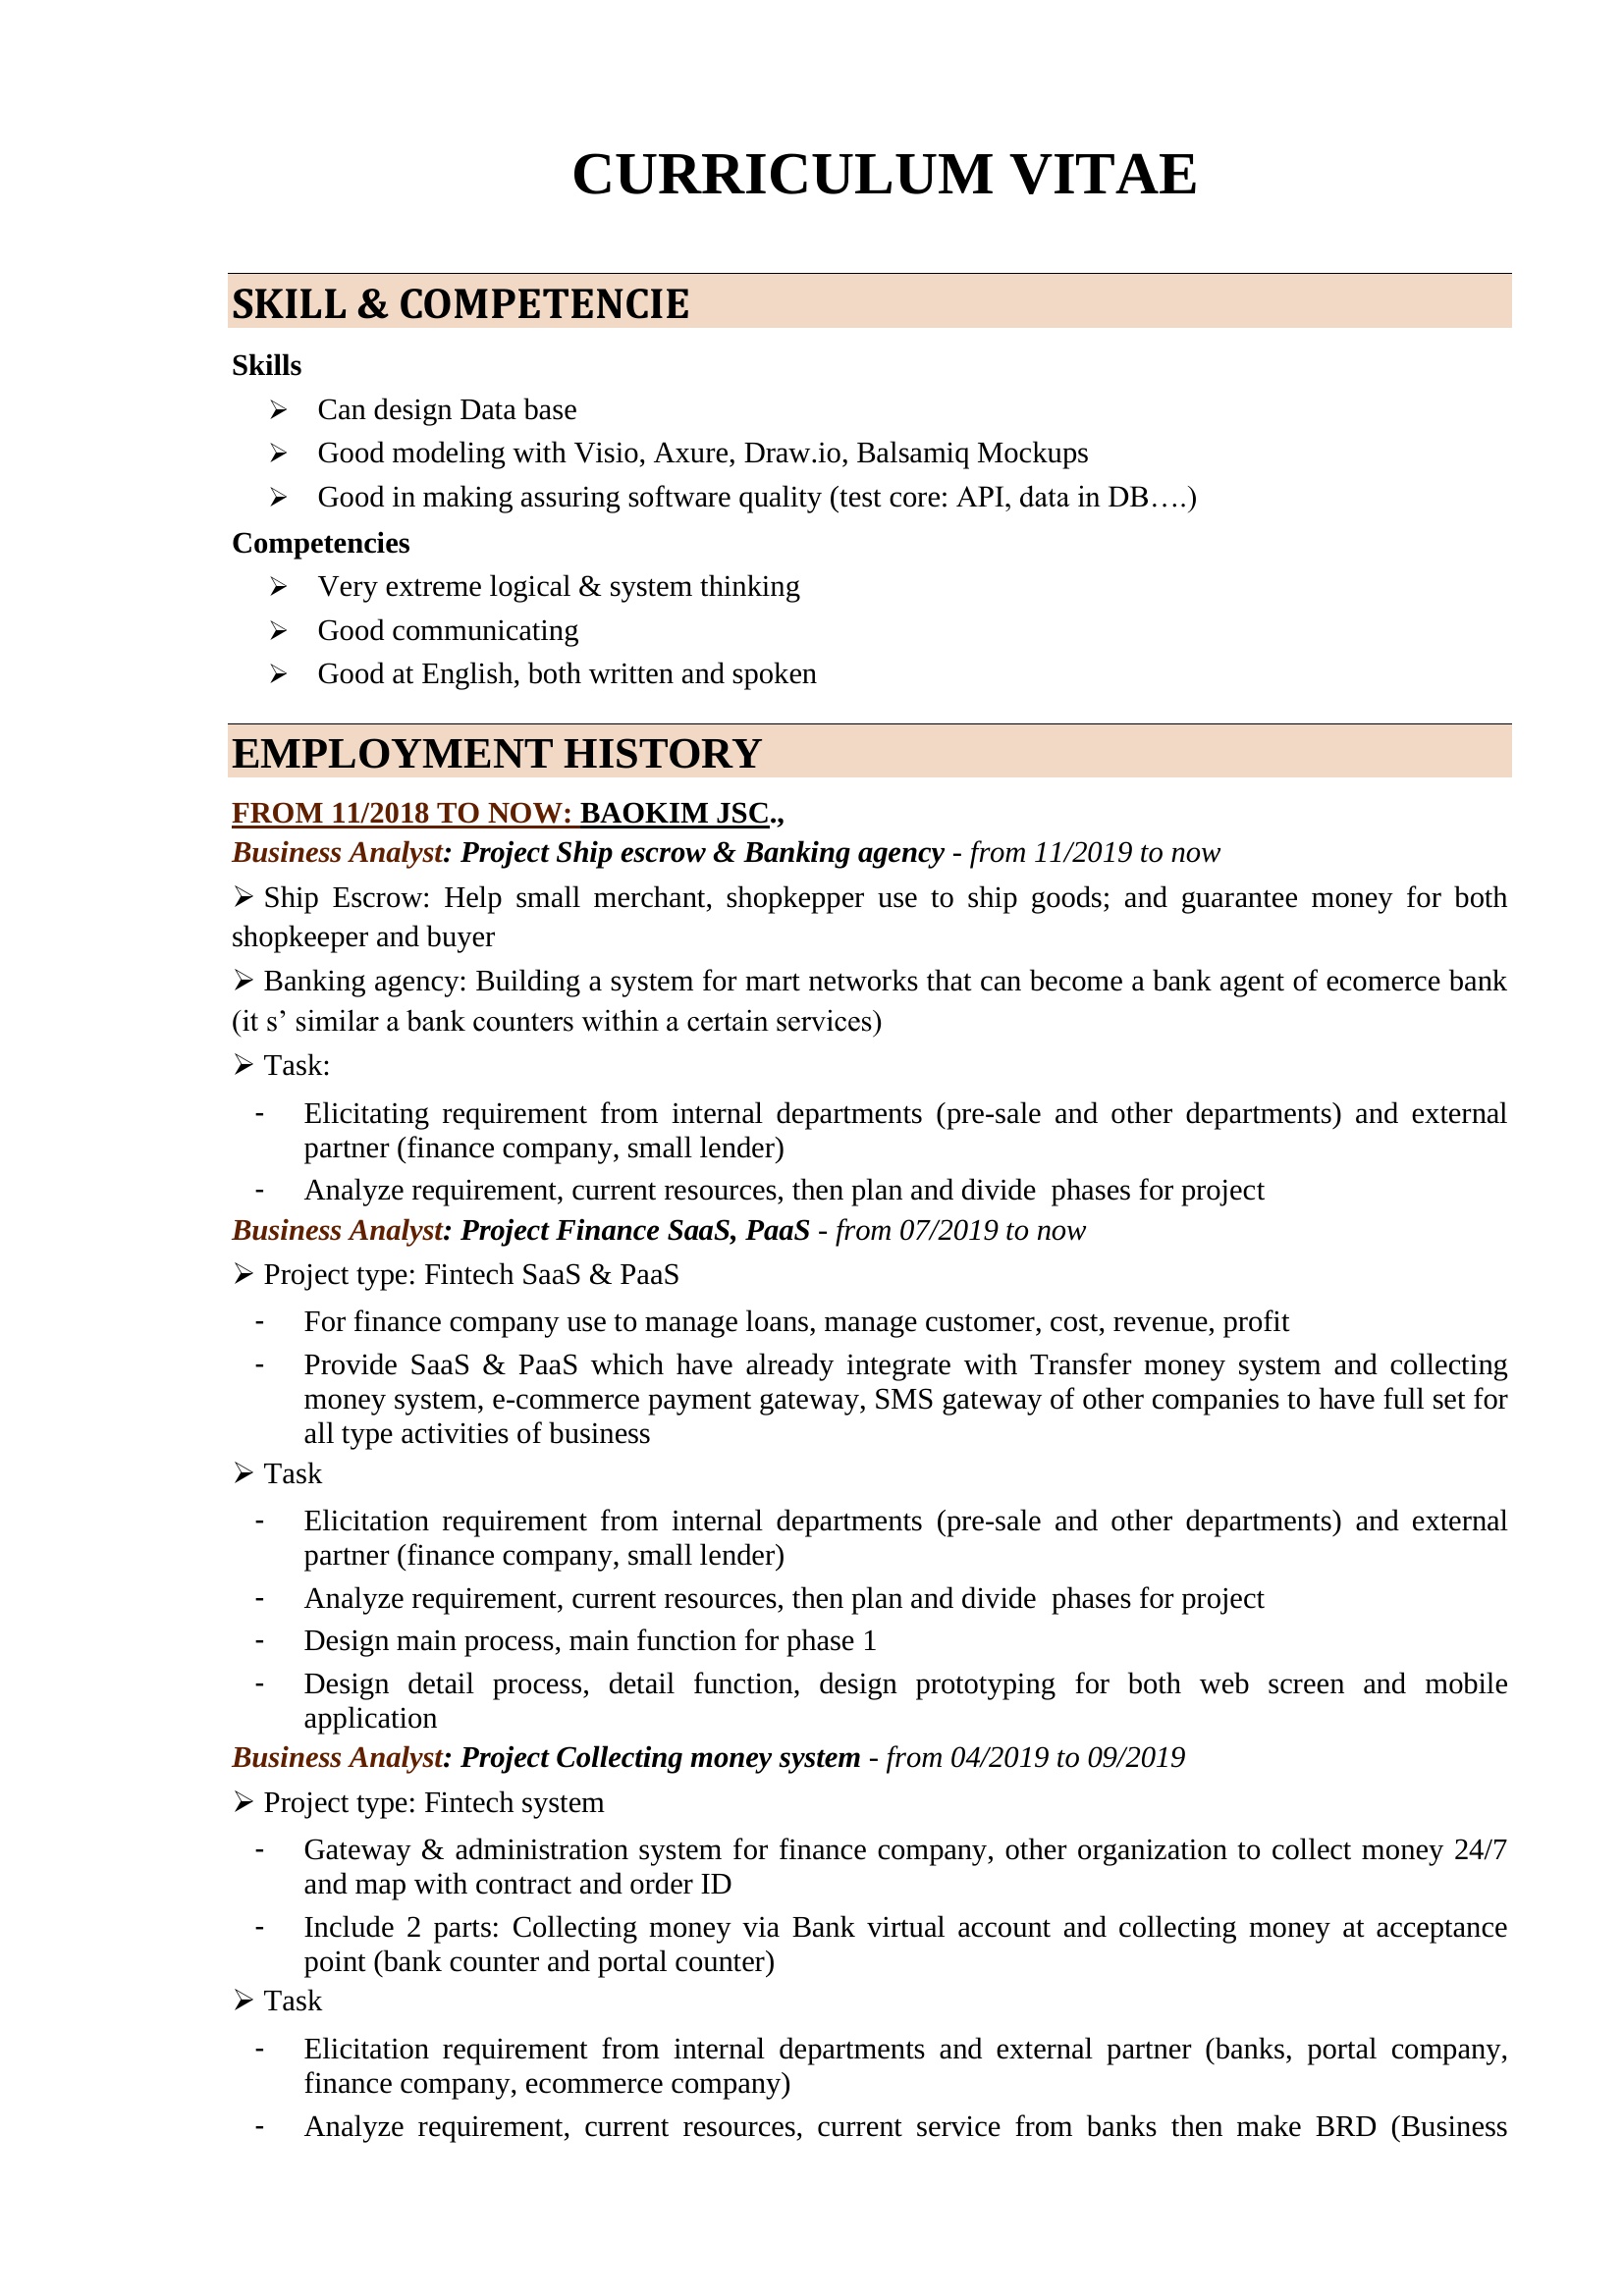 CURRICULUM VITAE
SKILL & COMPETENCIE
Skills
➢ Can design Data base
➢ Good modeling with Visio, Axure, Draw.io, Balsamiq Mockups
➢ Good in making assuring software quality (test core: API, data in DB….)
Competencies
➢ Very extreme logical & system thinking
➢ Good communicating
➢ Good at English, both written and spoken
EMPLOYMENT HISTORY
FROM 11/2018 TO NOW: BAOKIM JSC.,
Business Analyst: Project Ship escrow & Banking agency - from 11/2019 to now
➢ Ship Escrow: Help small merchant, shopkepper use to ship goods; and guarantee money for both
shopkeeper and buyer
➢ Banking agency: Building a system for mart networks that can become a bank agent of ecomerce bank
(it s’ similar a bank counters within a certain services)
➢ Task:
- Elicitating requirement from internal departments (pre-sale and other departments) and external
partner (finance company, small lender)
- Analyze requirement, current resources, then plan and divide  phases for project
Business Analyst: Project Finance SaaS, PaaS - from 07/2019 to now
➢ Project type: Fintech SaaS & PaaS
- For finance company use to manage loans, manage customer, cost, revenue, profit
- Provide SaaS & PaaS which have already integrate with Transfer money system and collecting
money system, e-commerce payment gateway, SMS gateway of other companies to have full set for
all type activities of business
➢ Task
- Elicitation requirement from internal departments (pre-sale and other departments) and external
partner (finance company, small lender)
- Analyze requirement, current resources, then plan and divide  phases for project
- Design main process, main function for phase 1
- Design detail process, detail function, design prototyping for both web screen and mobile
application
Business Analyst: Project Collecting money system - from 04/2019 to 09/2019
➢ Project type: Fintech system
- Gateway & administration system for finance company, other organization to collect money 24/7
and map with contract and order ID
- Include 2 parts: Collecting money via Bank virtual account and collecting money at acceptance
point (bank counter and portal counter)
➢ Task
- Elicitation requirement from internal departments and external partner (banks, portal company,
finance company, ecommerce company)
- Analyze requirement, current resources, current service from banks then make BRD (Business